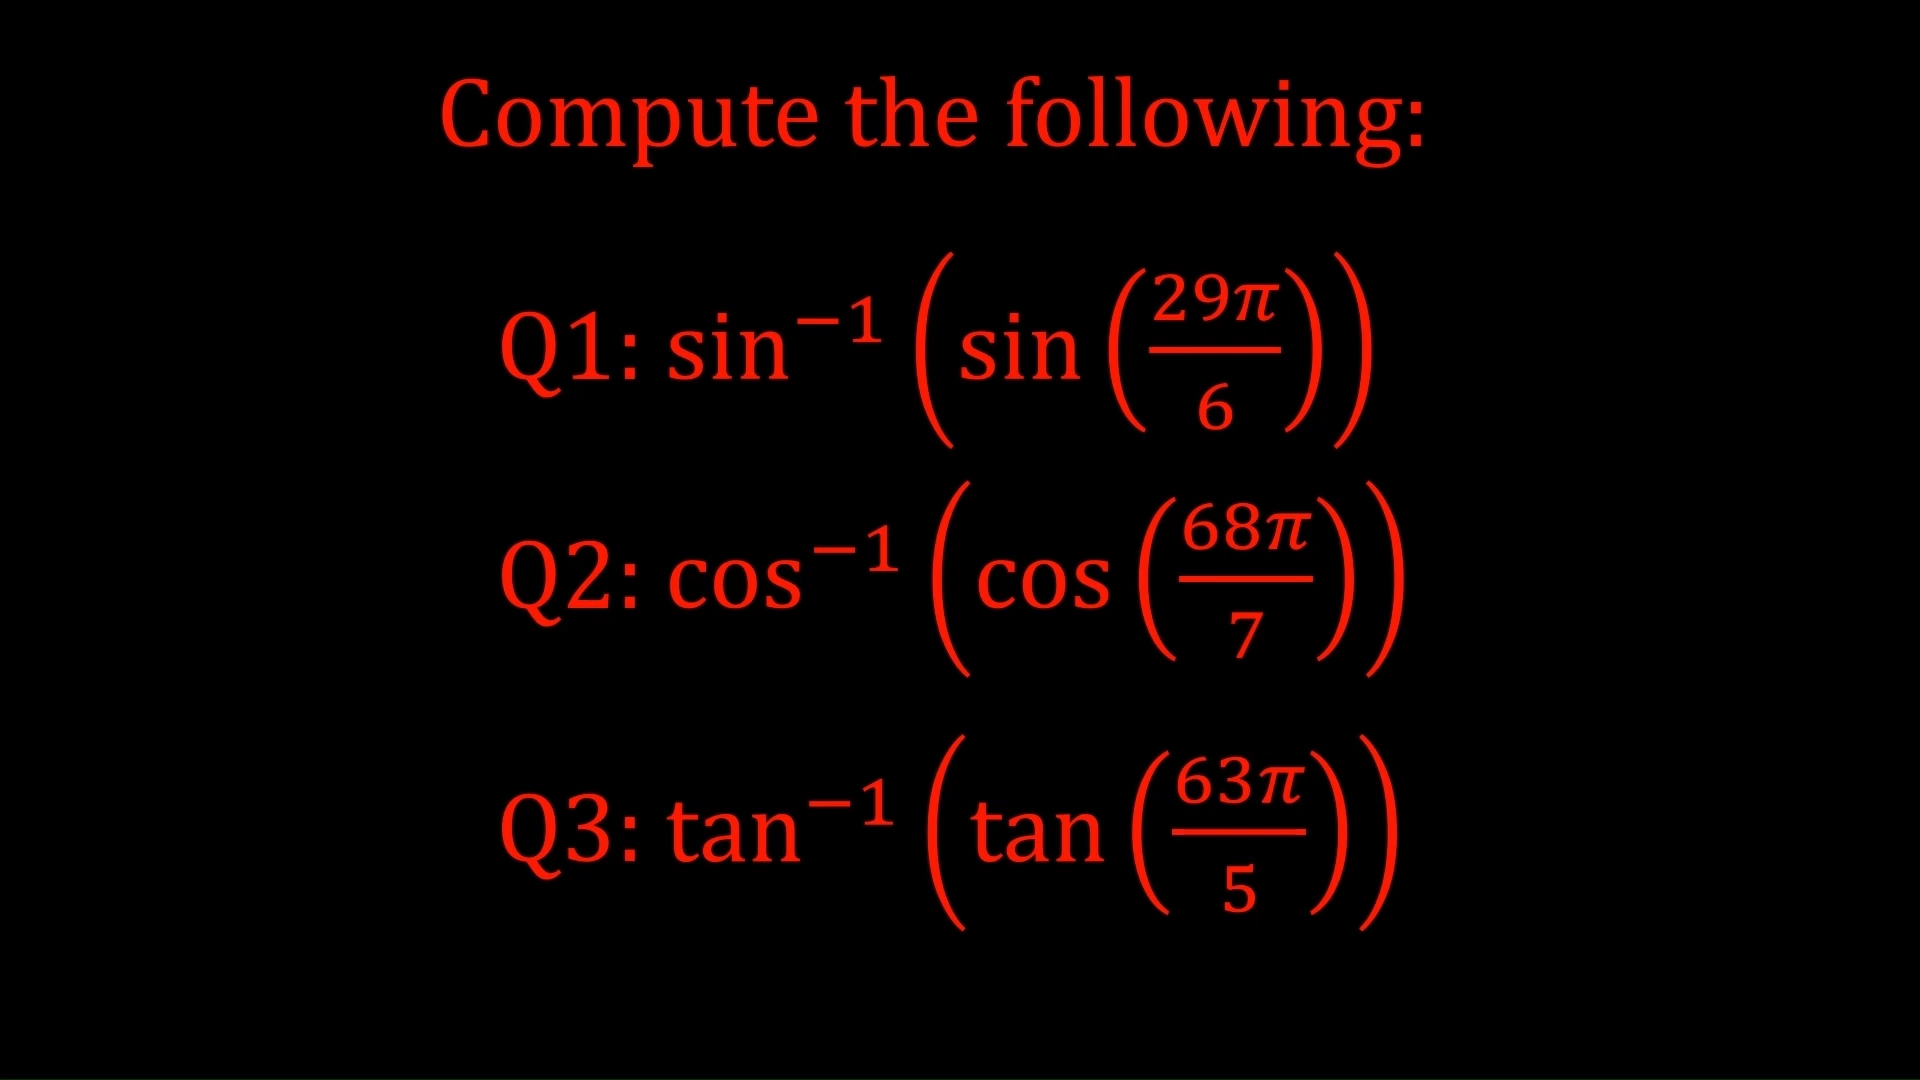 Compute the following:
Q1: sin⁻¹(sin(29π/6))
Q2: cos⁻¹(cos(68π/7))
Q3: tan⁻¹(tan(63π/5))